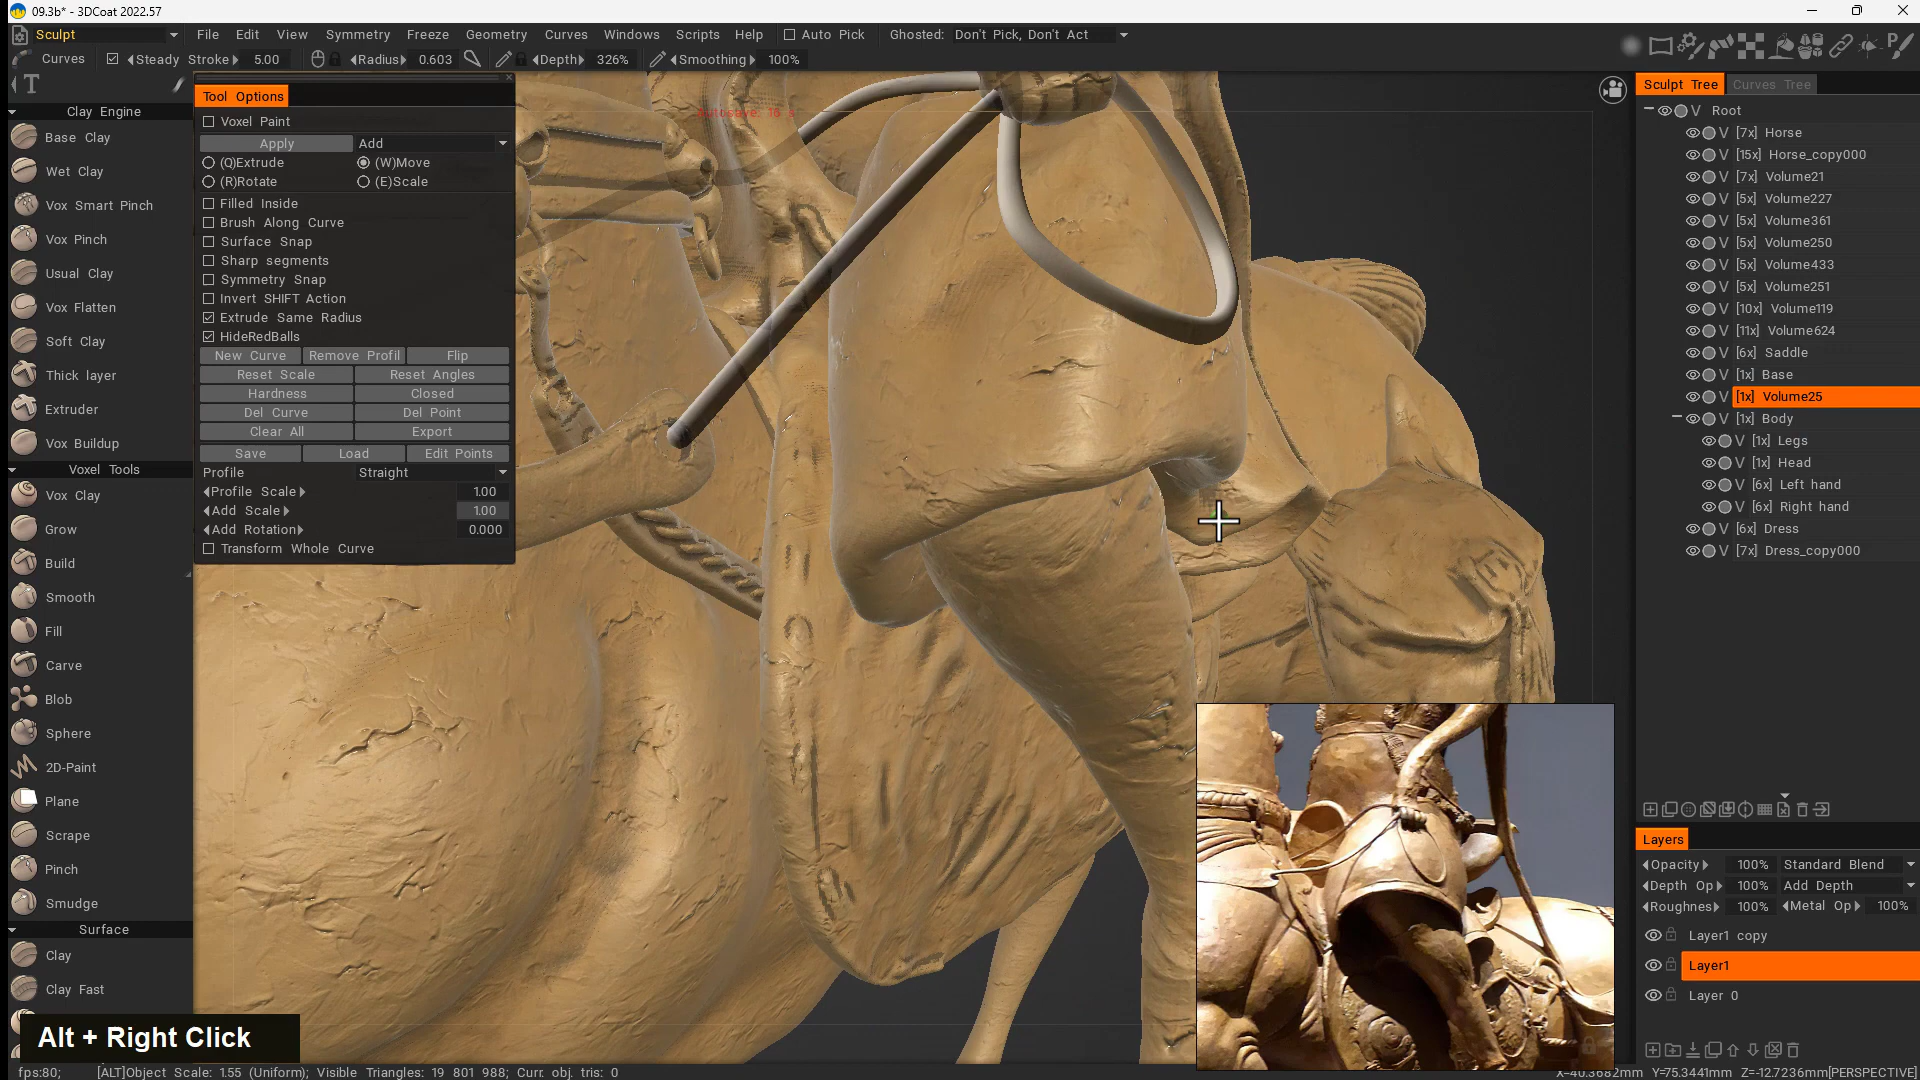 09.3b* - 3DCoat 2022.57
Sculpt
File Edit View Symmetry Freeze Geometry Curves Windows Scripts Help Auto Pick Ghosted: Don't Pick, Don't Act
Curves Steady Stroke 5.00 Radius 0.603 Depth 326% Smoothing 100%
Clay Engine
Base Clay
Wet Clay
Vox Smart Pinch
Vox Pinch
Usual Clay
Vox Flatten
Soft Clay
Thick layer
Extruder
Vox Buildup
Voxel Tools
Vox Clay
Grow
Build
Smooth
Fill
Carve
Blob
Sphere
2D-Paint
Plane
Scrape
Pinch
Smudge
Surface
Clay
Clay Fast
Tool Options
Voxel Paint
Apply Add
(Q)Extrude (W)Move
(R)Rotate (E)Scale
Filled Inside
Brush Along Curve
Surface Snap
Sharp segments
Symmetry Snap
Invert SHIFT Action
Extrude Same Radius
HideRedBalls
New Curve Remove Profil Flip
Reset Scale Reset Angles
Hardness Closed
Del Curve Del Point
Clear All Export
Save Load Edit Points
Profile Straight
Profile Scale 1.00
Add Scale 1.00
Add Rotation 0.000
Transform Whole Curve
Autosave: 16 s
Sculpt Tree Curves Tree
V Root
V [7x] Horse
V [15x] Horse_copy000
V [7x] Volume21
V [5x] Volume227
V [5x] Volume361
V [5x] Volume250
V [5x] Volume433
V [5x] Volume251
V [10x] Volume119
V [11x] Volume624
V [6x] Saddle
V [1x] Base
V [1x] Volume25
V [1x] Body
V [1x] Legs
V [1x] Head
V [6x] Left hand
V [6x] Right hand
V [6x] Dress
V [7x] Dress_copy000
Layers
Opacity 100% Standard Blend
Depth Op 100% Add Depth
Roughnes 100% Metal Op 100%
Layer1 copy
Layer1
Layer 0
Alt + Right Click
fps:80; [ALT]Object Scale: 1.55 (Uniform); Visible Triangles: 19 801 988; Curr. obj. tris: 0
X=40.3682mm Y=75.3441mm Z=-12.7236mm[PERSPECTIVE]